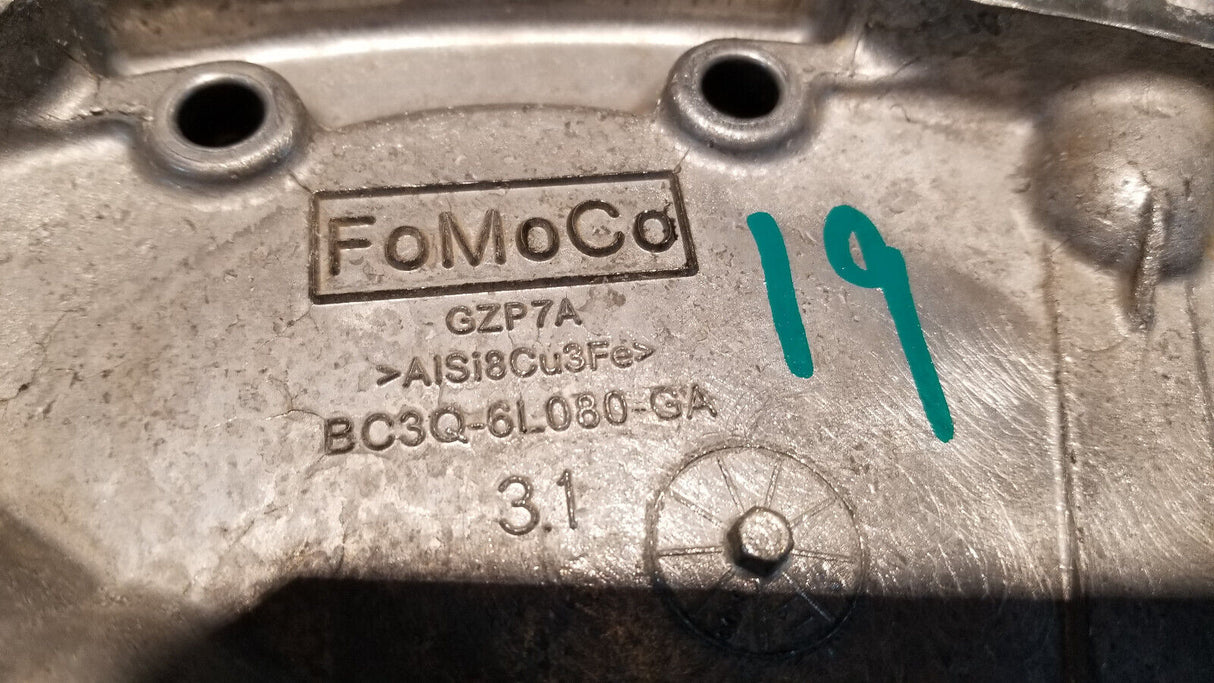 FoMoCo
GZP7A
>AlSi8Cu3Fe<
BC3Q-6L080-GA
3.1
19